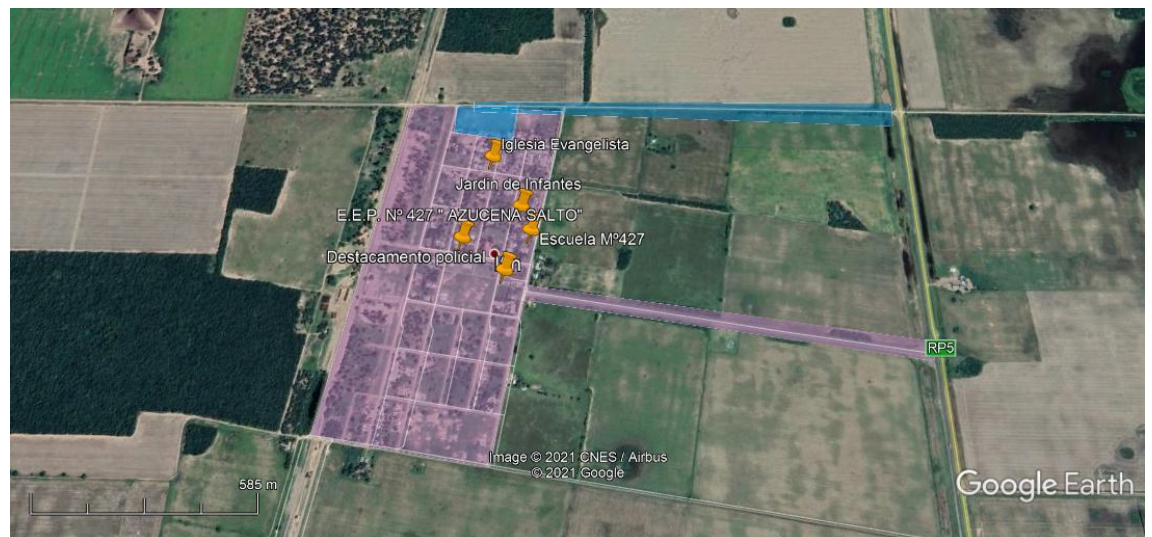 Iglesia Evangelista
Jardin de Infantes
E.E.P. Nº 427 " AZUCENA SALTO"
Escuela Mº427
Destacamento policial
RP5
Image © 2021 CNES / Airbus
© 2021 Google
585 m
Google Earth